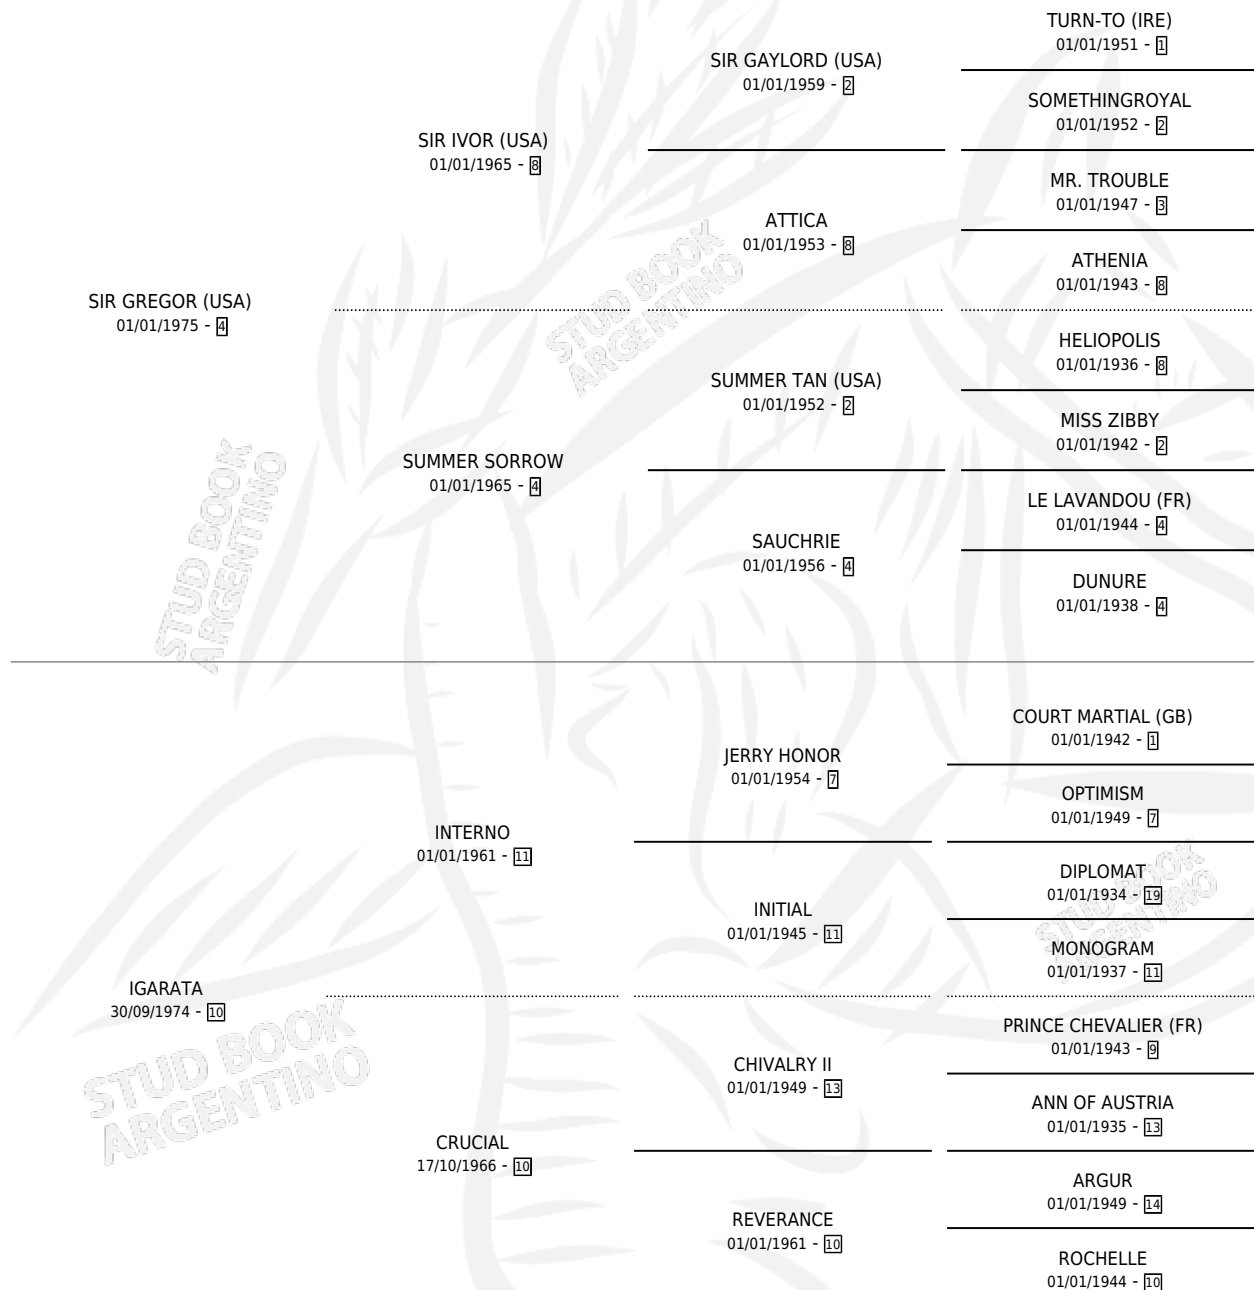 TURN-TO (IRE)
01/01/1951 - 1
SIR GAYLORD (USA)
01/01/1959 - 2
SOMETHINGROYAL
01/01/1952 - 2
SIR IVOR (USA)
01/01/1965 - 8
MR. TROUBLE
01/01/1947 - 3
ATTICA
01/01/1953 - 8
ATHENIA
01/01/1943 - 8
SIR GREGOR (USA)
01/01/1975 - 4
HELIOPOLIS
01/01/1936 - 8
SUMMER TAN (USA)
01/01/1952 - 2
MISS ZIBBY
01/01/1942 - 2
SUMMER SORROW
01/01/1965 - 4
LE LAVANDOU (FR)
01/01/1944 - 4
SAUCHRIE
01/01/1956 - 4
DUNURE
01/01/1938 - 4
COURT MARTIAL (GB)
01/01/1942 - 1
JERRY HONOR
01/01/1954 - 7
OPTIMISM
01/01/1949 - 7
INTERNO
01/01/1961 - 11
DIPLOMAT
01/01/1934 - 19
INITIAL
01/01/1945 - 11
MONOGRAM
01/01/1937 - 11
IGARATA
30/09/1974 - 10
PRINCE CHEVALIER (FR)
01/01/1943 - 9
CHIVALRY II
01/01/1949 - 13
ANN OF AUSTRIA
01/01/1935 - 13
CRUCIAL
17/10/1966 - 10
ARGUR
01/01/1949 - 14
REVERANCE
01/01/1961 - 10
ROCHELLE
01/01/1944 - 10
STUD BOOK
ARGENTINO
STUD BOOK
ARGENTINO
STUD BOOK
ARGENTINO
STUD BOOK
ARGENTINO